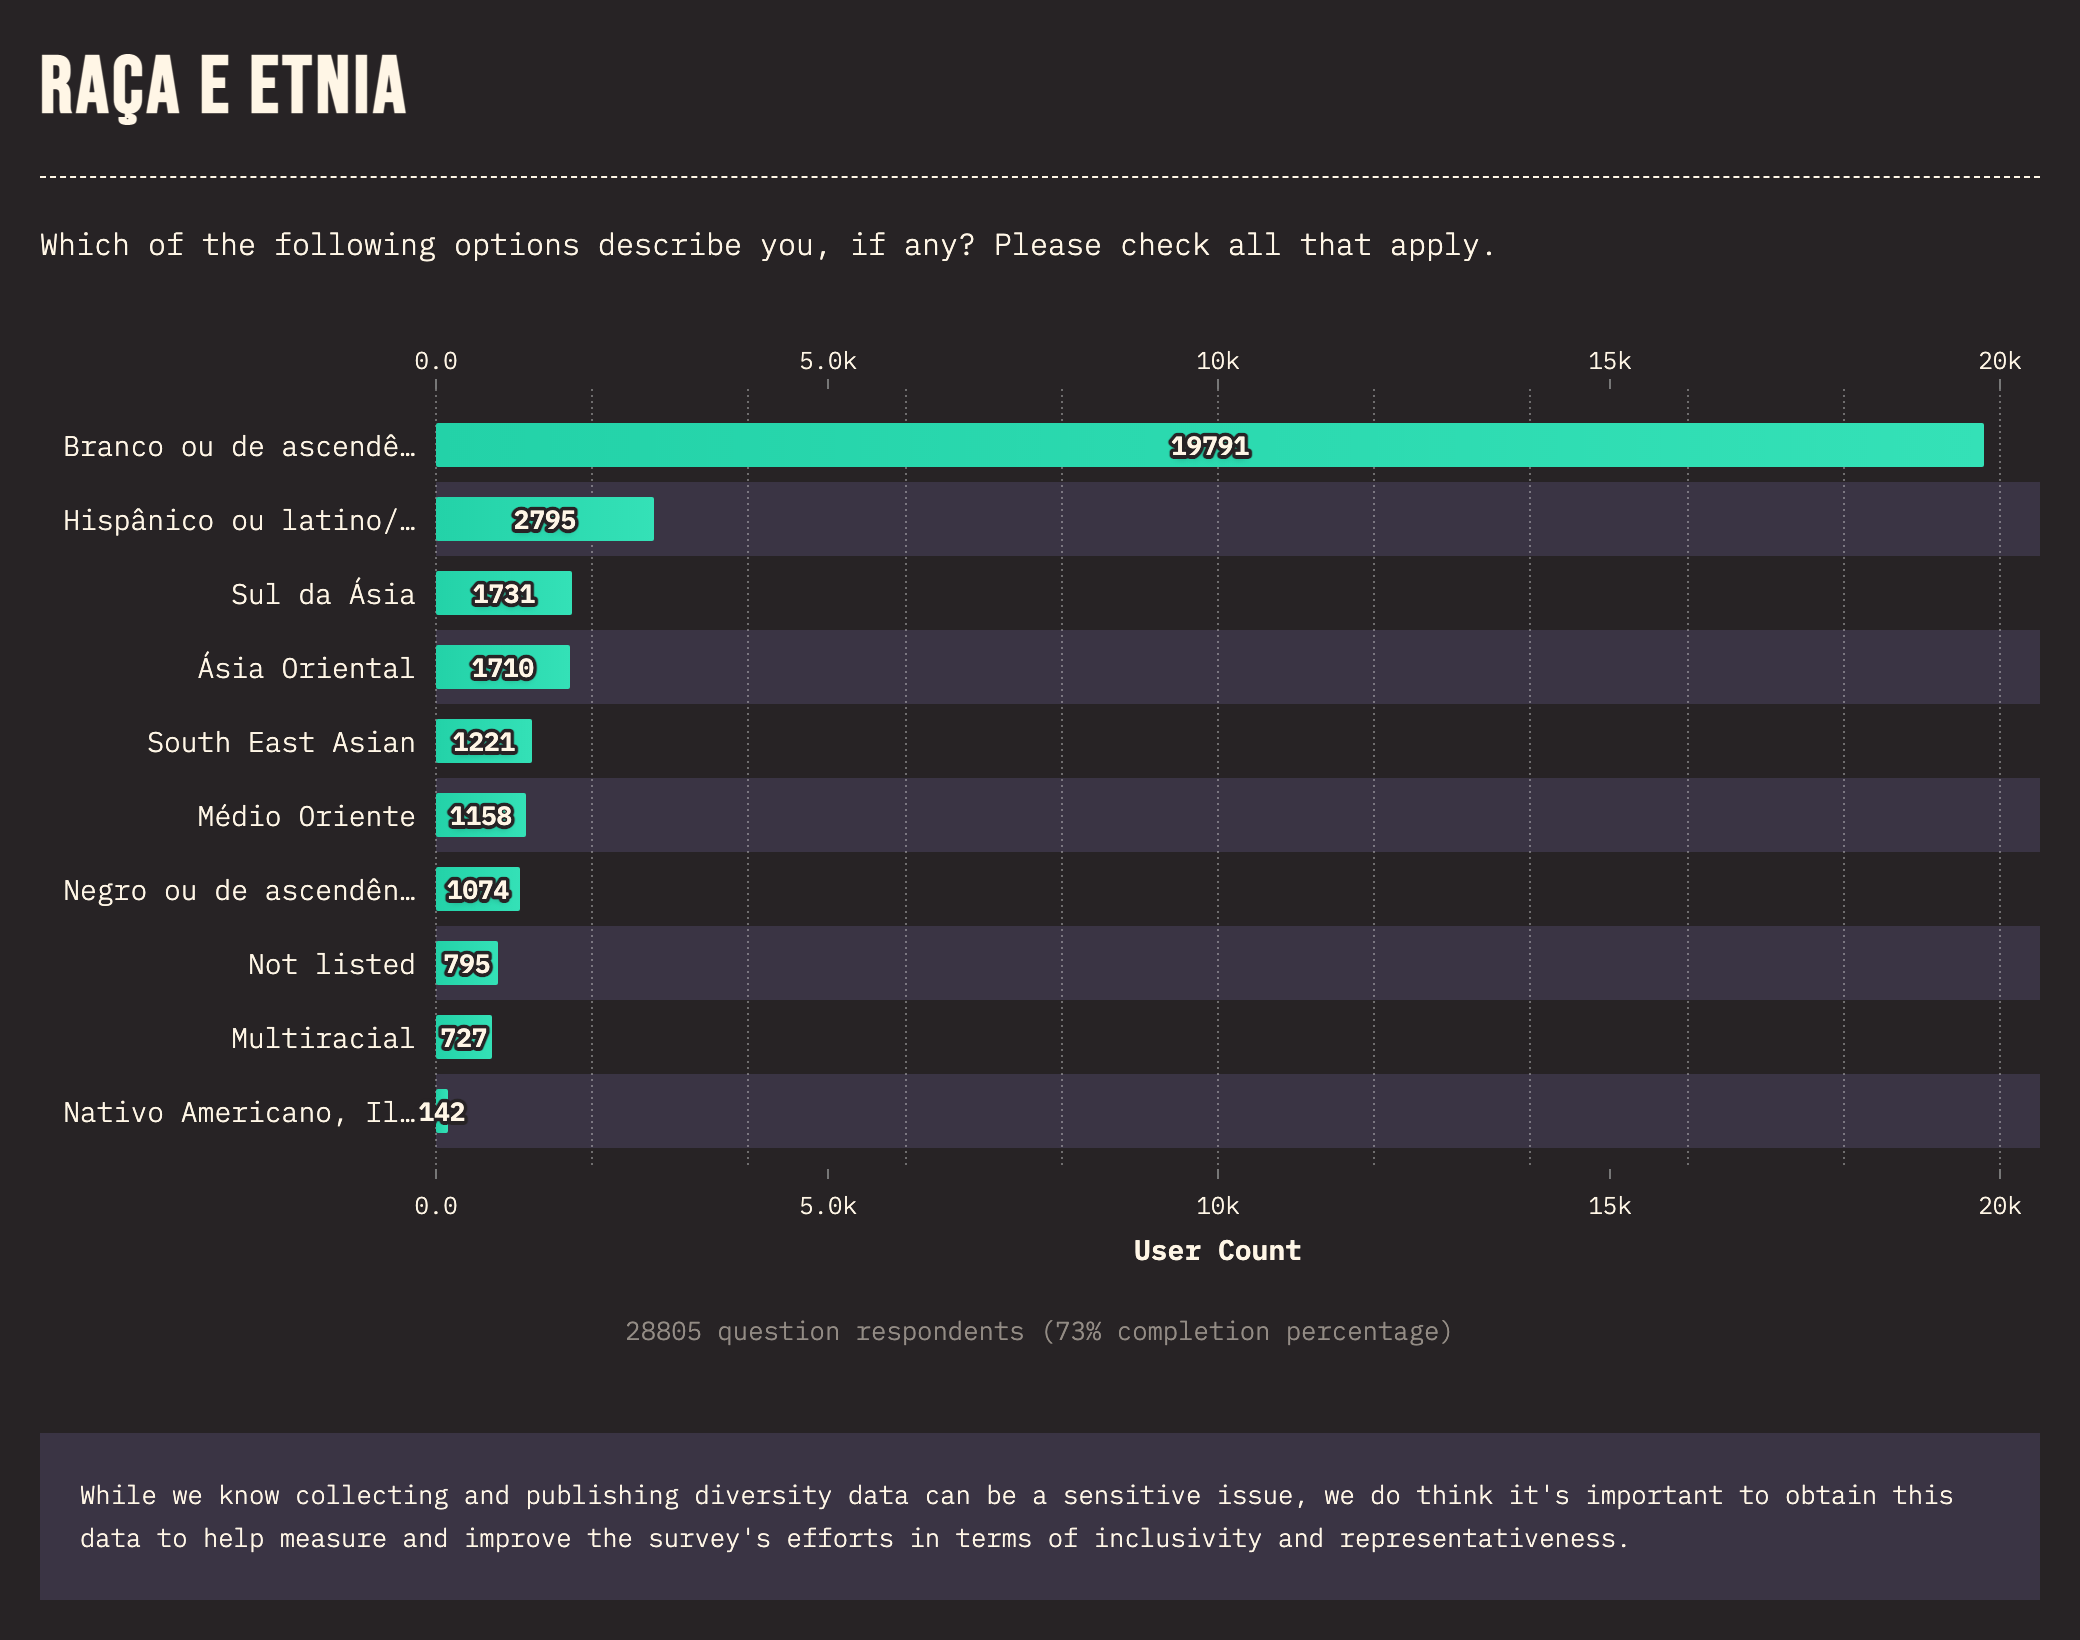 RAÇA E ETNIA
Which of the following options describe you, if any? Please check all that apply.
0.0 5.0k 10k 15k 20k
Branco ou de ascendê… 19791
Hispânico ou latino/… 2795
Sul da Ásia 1731
Ásia Oriental 1710
South East Asian 1221
Médio Oriente 1158
Negro ou de ascendên… 1074
Not listed 795
Multiracial 727
Nativo Americano, Il… 142
0.0 5.0k 10k 15k 20k
User Count
28805 question respondents (73% completion percentage)
While we know collecting and publishing diversity data can be a sensitive issue, we do think it's important to obtain this
data to help measure and improve the survey's efforts in terms of inclusivity and representativeness.